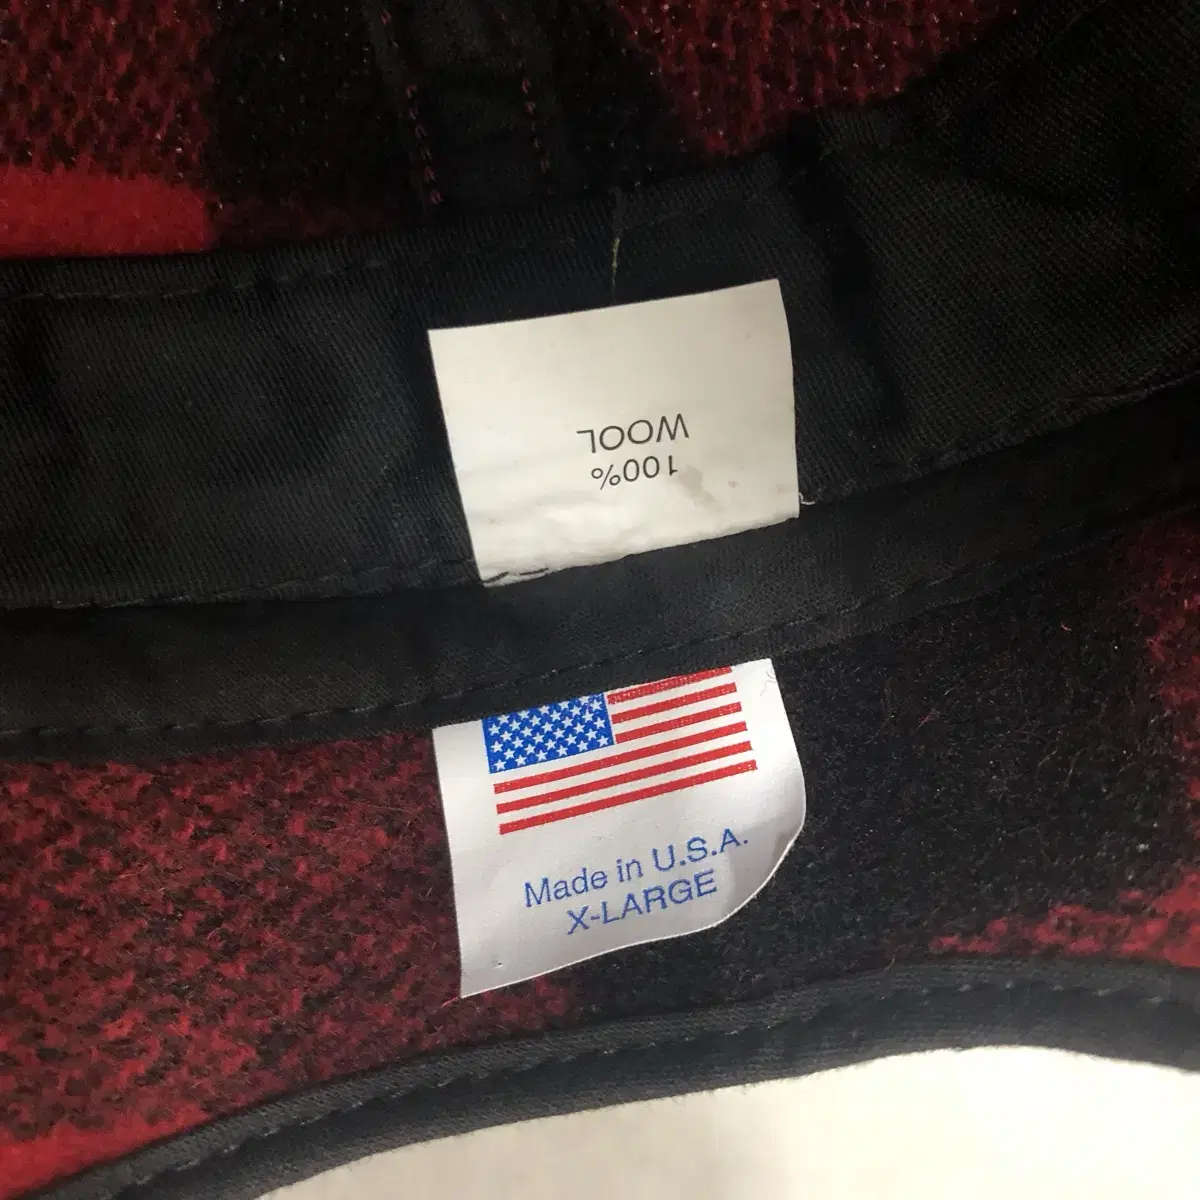 100%
WOOL
Made in U.S.A.
X-LARGE